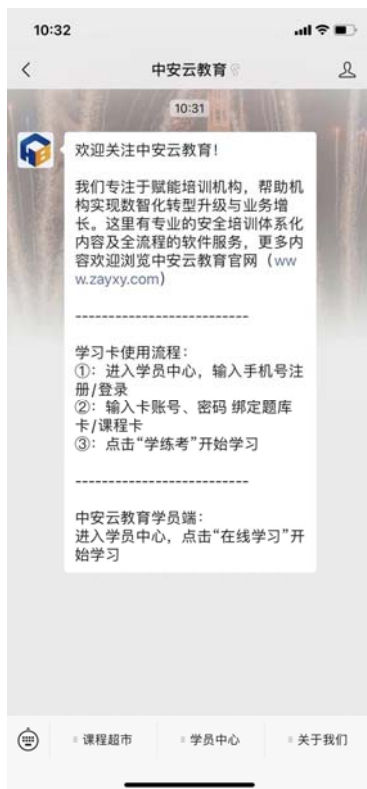 10:32
中安云教育
10:31
欢迎关注中安云教育！
我们专注于赋能培训机构，帮助机
构实现数智化转型升级与业务增
长。这里有专业的安全培训体系化
内容及全流程的软件服务，更多内
容欢迎浏览中安云教育官网（ww
w.zayxy.com）
--------------------------
学习卡使用流程：
①：进入学员中心，输入手机号注
册/登录
②：输入卡账号、密码 绑定题库
卡/课程卡
③：点击“学练考”开始学习
--------------------------
中安云教育学员端：
进入学员中心，点击“在线学习”开
始学习
课程超市
学员中心
关于我们